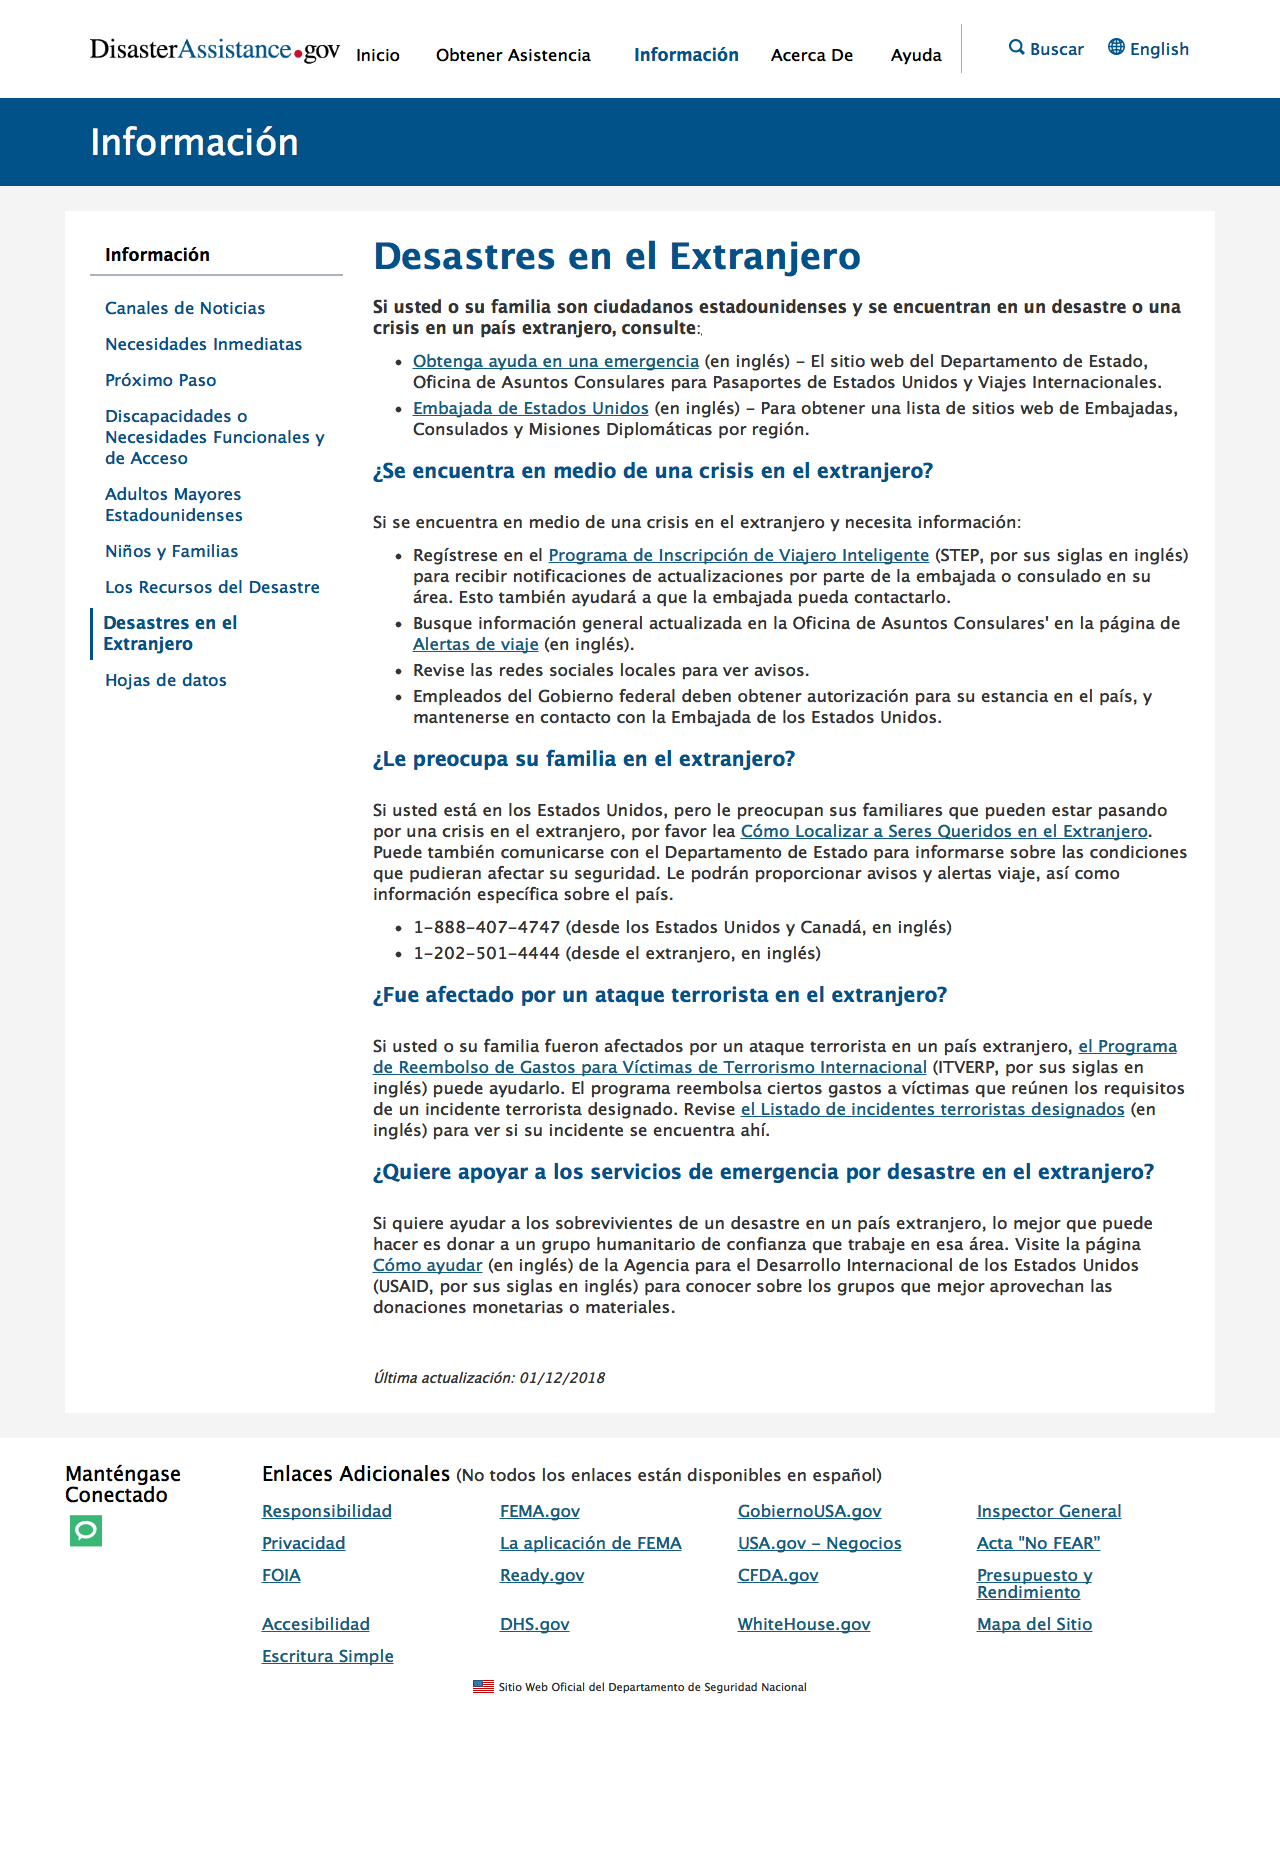 DisasterAssistance.gov
Inicio
Obtener Asistencia
Información
Acerca De
Ayuda
Buscar
English
Información
Información
Canales de Noticias
Necesidades Inmediatas
Próximo Paso
Discapacidades o
Necesidades Funcionales y
de Acceso
Adultos Mayores
Estadounidenses
Niños y Familias
Los Recursos del Desastre
Desastres en el
Extranjero
Hojas de datos
Desastres en el Extranjero
Si usted o su familia son ciudadanos estadounidenses y se encuentran en un desastre o una
crisis en un país extranjero, consulte:
• Obtenga ayuda en una emergencia (en inglés) – El sitio web del Departamento de Estado,
Oficina de Asuntos Consulares para Pasaportes de Estados Unidos y Viajes Internacionales.
• Embajada de Estados Unidos (en inglés) – Para obtener una lista de sitios web de Embajadas,
Consulados y Misiones Diplomáticas por región.
¿Se encuentra en medio de una crisis en el extranjero?
Si se encuentra en medio de una crisis en el extranjero y necesita información:
• Regístrese en el Programa de Inscripción de Viajero Inteligente (STEP, por sus siglas en inglés)
para recibir notificaciones de actualizaciones por parte de la embajada o consulado en su
área. Esto también ayudará a que la embajada pueda contactarlo.
• Busque información general actualizada en la Oficina de Asuntos Consulares' en la página de
Alertas de viaje (en inglés).
• Revise las redes sociales locales para ver avisos.
• Empleados del Gobierno federal deben obtener autorización para su estancia en el país, y
mantenerse en contacto con la Embajada de los Estados Unidos.
¿Le preocupa su familia en el extranjero?
Si usted está en los Estados Unidos, pero le preocupan sus familiares que pueden estar pasando
por una crisis en el extranjero, por favor lea Cómo Localizar a Seres Queridos en el Extranjero.
Puede también comunicarse con el Departamento de Estado para informarse sobre las condiciones
que pudieran afectar su seguridad. Le podrán proporcionar avisos y alertas viaje, así como
información específica sobre el país.
• 1-888-407-4747 (desde los Estados Unidos y Canadá, en inglés)
• 1-202-501-4444 (desde el extranjero, en inglés)
¿Fue afectado por un ataque terrorista en el extranjero?
Si usted o su familia fueron afectados por un ataque terrorista en un país extranjero, el Programa
de Reembolso de Gastos para Víctimas de Terrorismo Internacional (ITVERP, por sus siglas en
inglés) puede ayudarlo. El programa reembolsa ciertos gastos a víctimas que reúnen los requisitos
de un incidente terrorista designado. Revise el Listado de incidentes terroristas designados (en
inglés) para ver si su incidente se encuentra ahí.
¿Quiere apoyar a los servicios de emergencia por desastre en el extranjero?
Si quiere ayudar a los sobrevivientes de un desastre en un país extranjero, lo mejor que puede
hacer es donar a un grupo humanitario de confianza que trabaje en esa área. Visite la página
Cómo ayudar (en inglés) de la Agencia para el Desarrollo Internacional de los Estados Unidos
(USAID, por sus siglas en inglés) para conocer sobre los grupos que mejor aprovechan las
donaciones monetarias o materiales.
Última actualización: 01/12/2018
Manténgase
Conectado
Enlaces Adicionales (No todos los enlaces están disponibles en español)
Responsibilidad
FEMA.gov
GobiernoUSA.gov
Inspector General
Privacidad
La aplicación de FEMA
USA.gov – Negocios
Acta "No FEAR”
FOIA
Ready.gov
CFDA.gov
Presupuesto y
Rendimiento
Accesibilidad
DHS.gov
WhiteHouse.gov
Mapa del Sitio
Escritura Simple
Sitio Web Oficial del Departamento de Seguridad Nacional